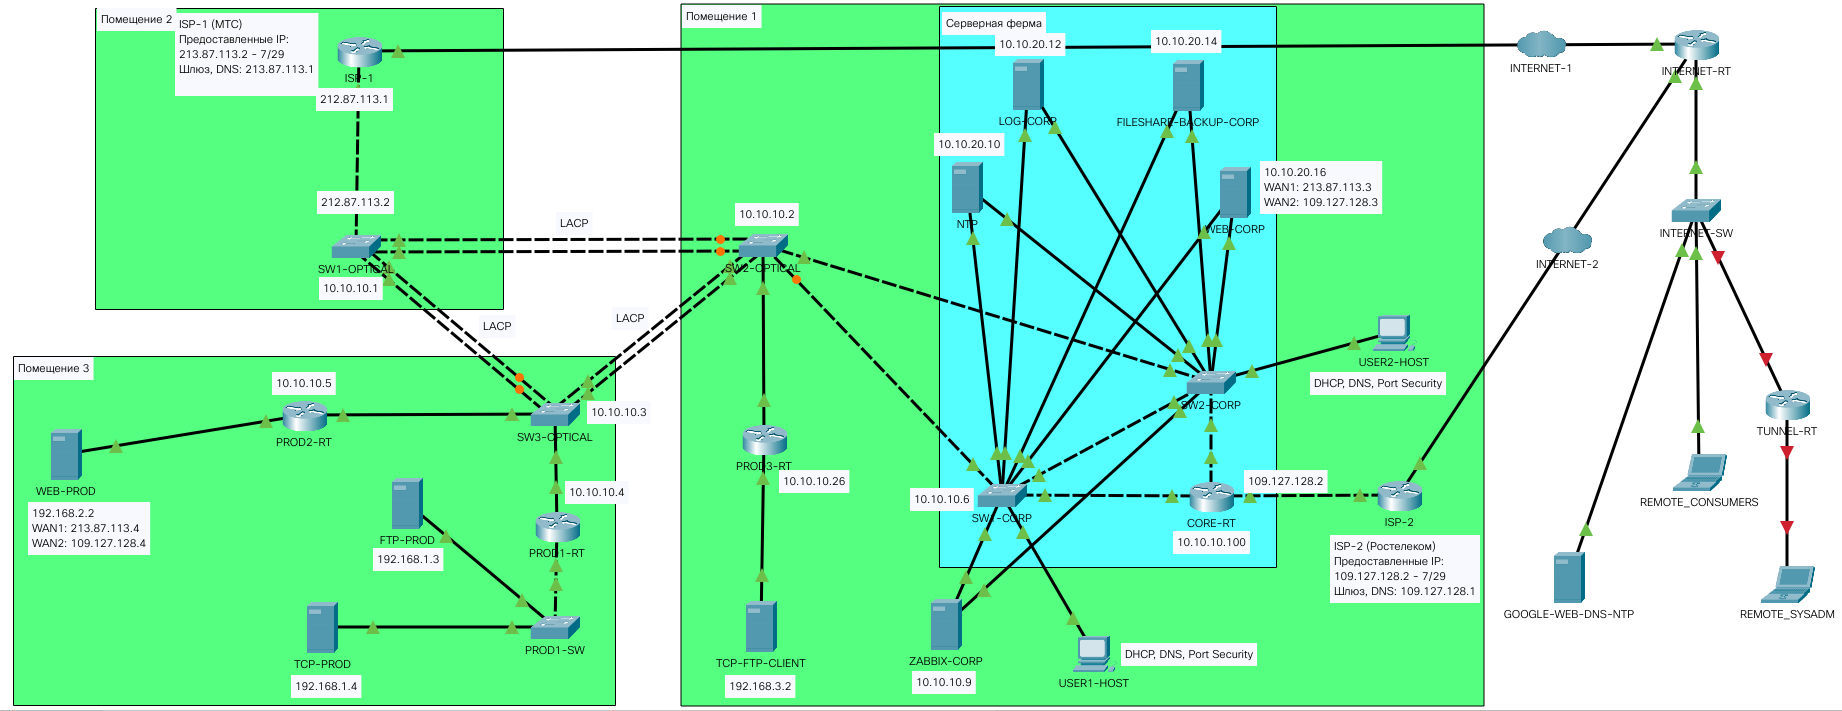 Помещение 2
ISP-1 (МТС)
Предоставленные IP:
213.87.113.2 - 7/29
Шлюз, DNS: 213.87.113.1
ISP-1
212.87.113.1
212.87.113.2
SW1-OPTICAL
10.10.10.1
LACP
LACP
LACP
Помещение 1
10.10.10.2
SW2-OPTICAL
Серверная ферма
10.10.20.12
10.10.20.14
LOG-CORP
FILESHARE-BACKUP-CORP
10.10.20.10
NTP
10.10.20.16
WAN1: 213.87.113.3
WAN2: 109.127.128.3
WEB-CORP
INTERNET-1
INTERNET-RT
INTERNET-SW
INTERNET-2
USER2-HOST
DHCP, DNS, Port Security
SW2-CORP
Помещение 3
10.10.10.5
PROD2-RT
10.10.10.3
SW3-OPTICAL
WEB-PROD
192.168.2.2
WAN1: 213.87.113.4
WAN2: 109.127.128.4
10.10.10.4
PROD1-RT
FTP-PROD
192.168.1.3
TCP-PROD
192.168.1.4
PROD1-SW
PROD3-RT
10.10.10.26
TCP-FTP-CLIENT
192.168.3.2
10.10.10.6
SW1-CORP
109.127.128.2
CORE-RT
10.10.10.100
ISP-2
ISP-2 (Ростелеком)
Предоставленные IP:
109.127.128.2 - 7/29
Шлюз, DNS: 109.127.128.1
ZABBIX-CORP
10.10.10.9
DHCP, DNS, Port Security
USER1-HOST
TUNNEL-RT
REMOTE_CONSUMERS
GOOGLE-WEB-DNS-NTP
REMOTE_SYSADM